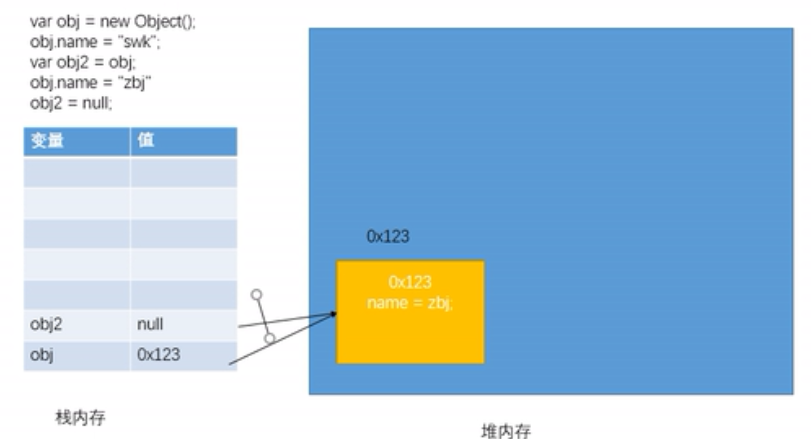 var obj = new Object();
obj.name = "swk";
var obj2 = obj;
obj.name = "zbj"
obj2 = null;
变量 值
obj2 null
obj 0x123
栈内存
0x123
0x123
name = zbj;
堆内存